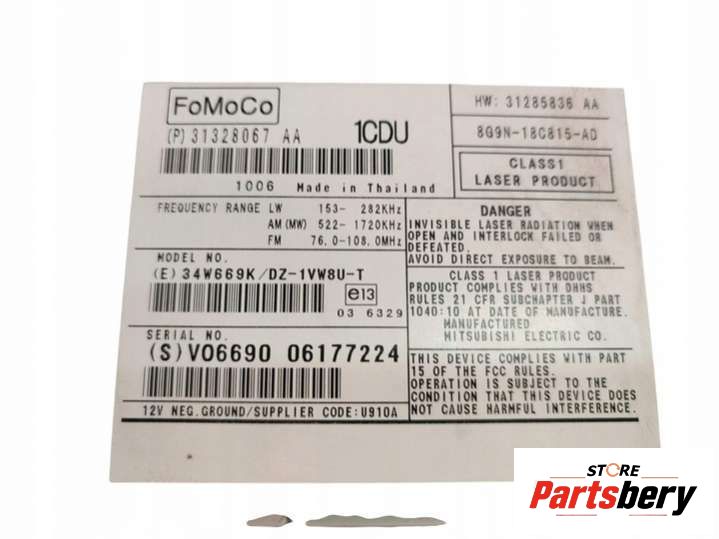 FoMoCo
(P) 31328067 AA
1CDU
1006 Made in Thailand
HW: 31285836 AA
8G9N-18C815-AD
CLASS1
LASER PRODUCT
FREQUENCY RANGE LW 153- 282KHz
AM(MW) 522- 1720KHz
FM 76.0-108.0MHz
MODEL NO.
(E) 34W669K/DZ-1VW8U-T
e13
03 6329
SERIAL NO.
(S) V06690 06177224
12V NEG.GROUND/SUPPLIER CODE:U910A
DANGER
INVISIBLE LASER RADIATION WHEN
OPEN AND INTERLOCK FAILED OR
DEFEATED.
AVOID DIRECT EXPOSURE TO BEAM.
CLASS 1 LASER PRODUCT
PRODUCT COMPLIES WITH DHHS
RULES 21 CFR SUBCHAPTER J PART
1040:10 AT DATE OF MANUFACTURE.
MANUFACTURED
MITSUBISHI ELECTRIC CO.
THIS DEVICE COMPLIES WITH PART
15 OF THE FCC RULES.
OPERATION IS SUBJECT TO THE
CONDITION THAT THIS DEVICE DOES
NOT CAUSE HARMFUL INTERFERENCE.
STORE
Partsbery